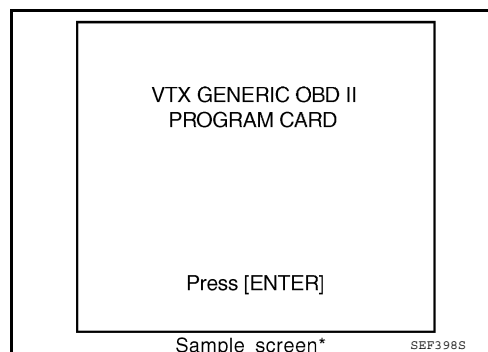 VTX GENERIC OBD II
PROGRAM CARD
Press [ENTER]
Sample screen*
SEF398S